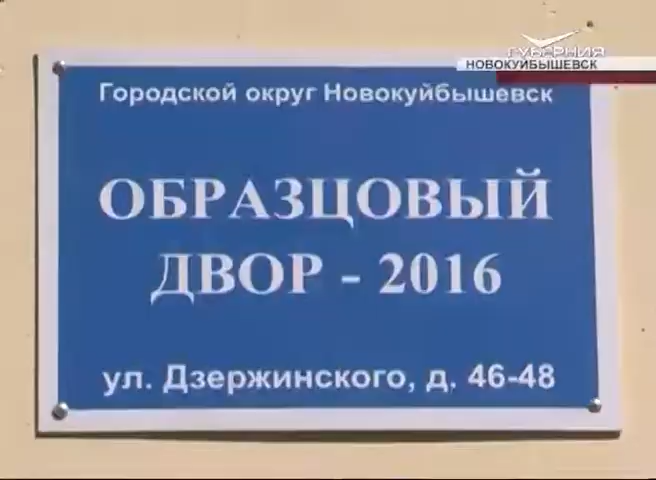 ГУБЕРНИЯ
НОВОКУЙБЫШЕВСК
Городской округ Новокуйбышевск
ОБРАЗЦОВЫЙ
ДВОР - 2016
ул. Дзержинского, д. 46-48